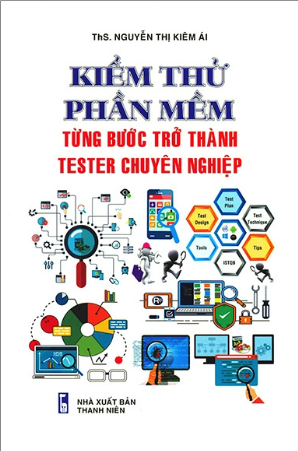 ThS. NGUYỄN THỊ KIÊM ÁI
KIỂM THỬ
PHẦN MỀM
TỪNG BƯỚC TRỞ THÀNH
TESTER CHUYÊN NGHIỆP
Test
Plan
Test
Design
Test
Technique
Tools
Tips
ISTQB
NHÀ XUẤT BẢN
THANH NIÊN